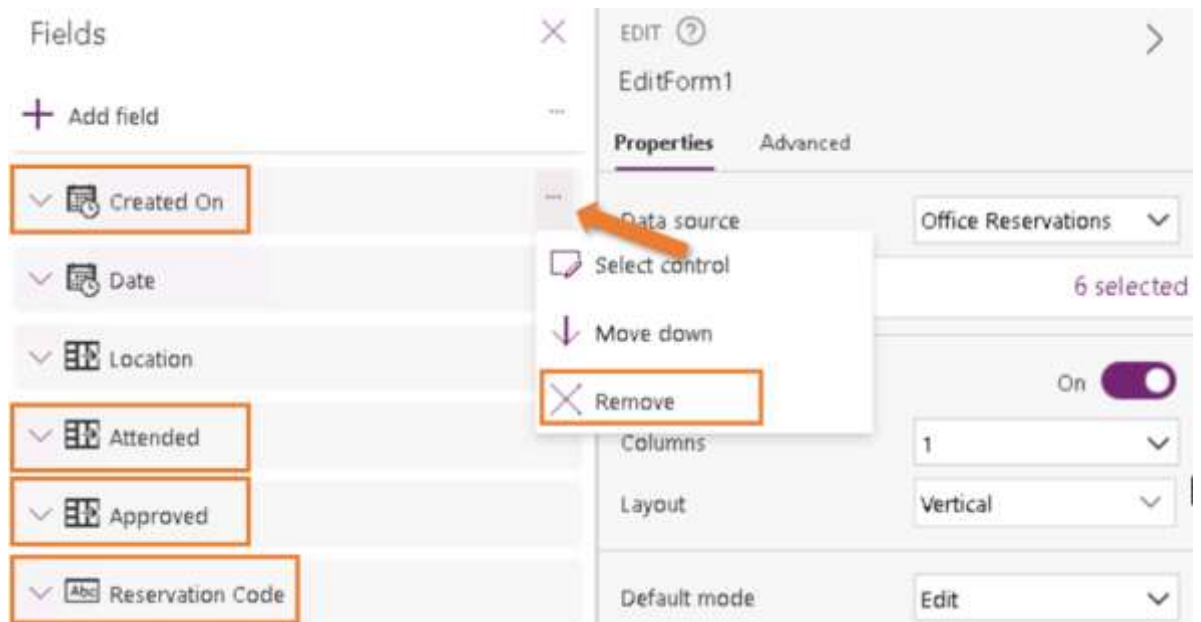 Fields
Add field
Created On
Date
Location
Attended
Approved
Abc Reservation Code
Select control
Move down
Remove
EDIT ?
EditForm1
Properties Advanced
Data source Office Reservations
6 selected
On
Columns 1
Layout Vertical
Default mode Edit